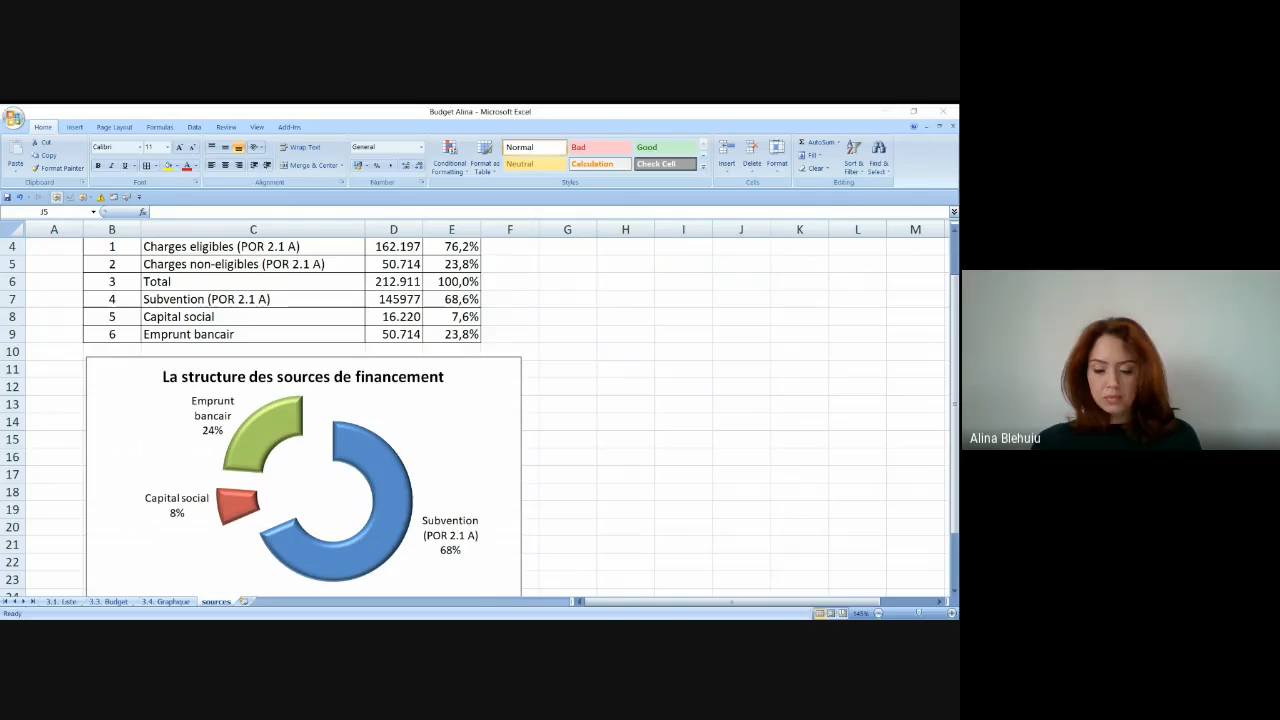 Budget Alina - Microsoft Excel
Home Insert Page Layout Formulas Data Review View Add-Ins
Paste
Cut
Copy
Format Painter
Clipboard
Calibri 11
B I U
Font
Wrap Text
Merge & Center
Alignment
General
Number
Conditional Formatting
Format as Table
Normal Bad Good
Neutral Calculation Check Cell
Styles
Insert Delete Format
Cells
AutoSum
Fill
Clear
Sort & Filter
Find & Select
Editing
J5 fx
A B C D E F G H I J K L M
4 1 Charges eligibles (POR 2.1 A) 162.197 76,2%
5 2 Charges non-eligibles (POR 2.1 A) 50.714 23,8%
6 3 Total 212.911 100,0%
7 4 Subvention (POR 2.1 A) 145977 68,6%
8 5 Capital social 16.220 7,6%
9 6 Emprunt bancair 50.714 23,8%
10
11
12
13
14
15
16
17
18
19
20
21
22
23
24
La structure des sources de financement
Emprunt
bancair
24%
Capital social
8%
Subvention
(POR 2.1 A)
68%
3.1. Liste 3.3. Budget 3.4. Graphique sources
Ready 145%
Alina Blehuiu